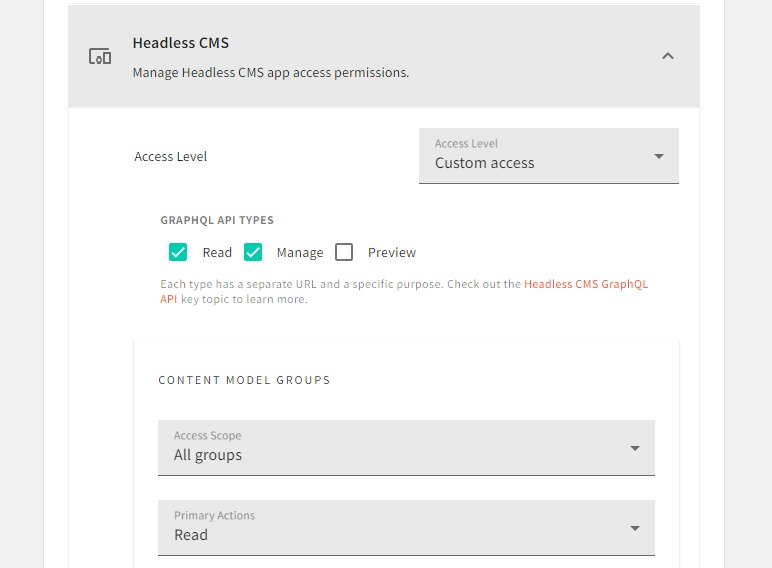 Headless CMS
Manage Headless CMS app access permissions.
Access Level
Access Level
Custom access
GRAPHQL API TYPES
Read Manage Preview
Each type has a separate URL and a specific purpose. Check out the Headless CMS GraphQL
API key topic to learn more.
CONTENT MODEL GROUPS
Access Scope
All groups
Primary Actions
Read